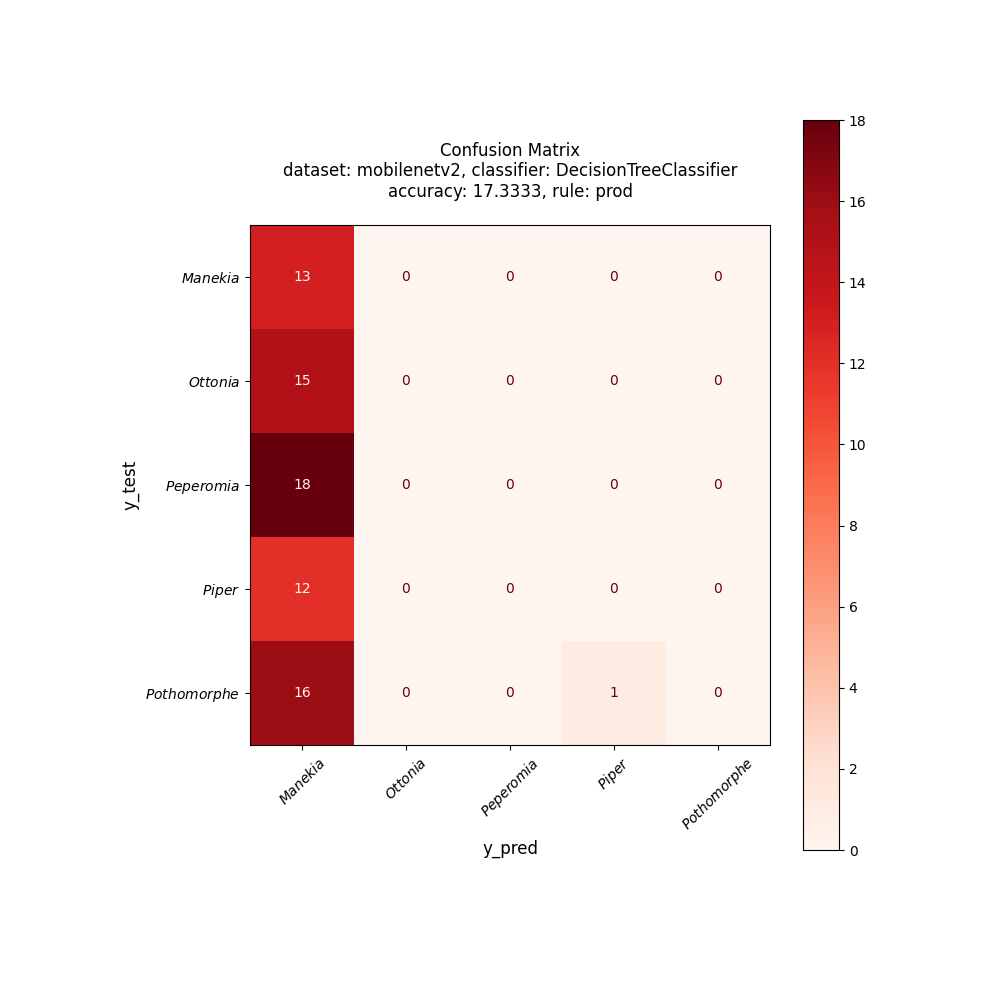 Confusion Matrix
dataset: mobilenetv2, classifier: DecisionTreeClassifier
accuracy: 17.3333, rule: prod
y_test
Manekia 13 0 0 0 0
Ottonia 15 0 0 0 0
Peperomia 18 0 0 0 0
Piper 12 0 0 0 0
Pothomorphe 16 0 0 1 0
Manekia Ottonia Peperomia Piper Pothomorphe
y_pred
18
16
14
12
10
8
6
4
2
0